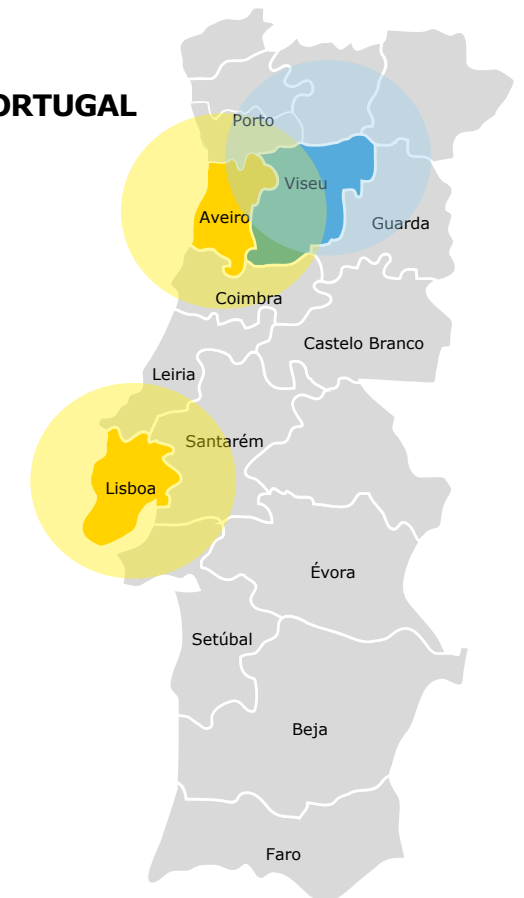 ORTUGAL
Porto
Viseu
Aveiro
Guarda
Coimbra
Castelo Branco
Leiria
Santarém
Lisboa
Évora
Setúbal
Beja
Faro